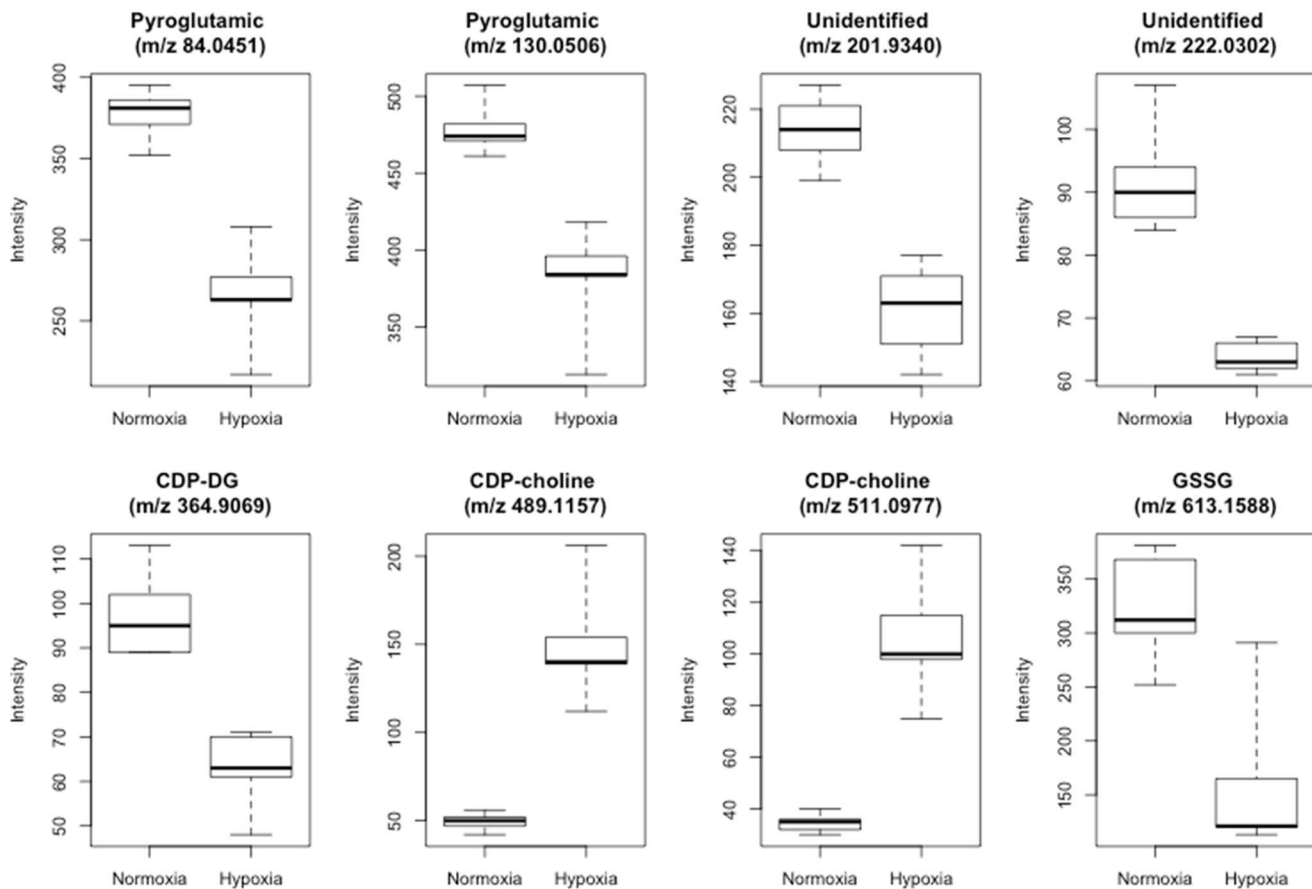 Pyroglutamic
(m/z 84.0451)
Intensity
400
350
300
250
Normoxia Hypoxia
Pyroglutamic
(m/z 130.0506)
Intensity
500
450
400
350
Normoxia Hypoxia
Unidentified
(m/z 201.9340)
Intensity
220
200
180
160
140
Normoxia Hypoxia
Unidentified
(m/z 222.0302)
Intensity
100
90
80
70
60
Normoxia Hypoxia
CDP-DG
(m/z 364.9069)
Intensity
110
100
90
80
70
60
50
Normoxia Hypoxia
CDP-choline
(m/z 489.1157)
Intensity
200
150
100
50
Normoxia Hypoxia
CDP-choline
(m/z 511.0977)
Intensity
140
120
100
80
60
40
Normoxia Hypoxia
GSSG
(m/z 613.1588)
Intensity
350
300
250
200
150
Normoxia Hypoxia